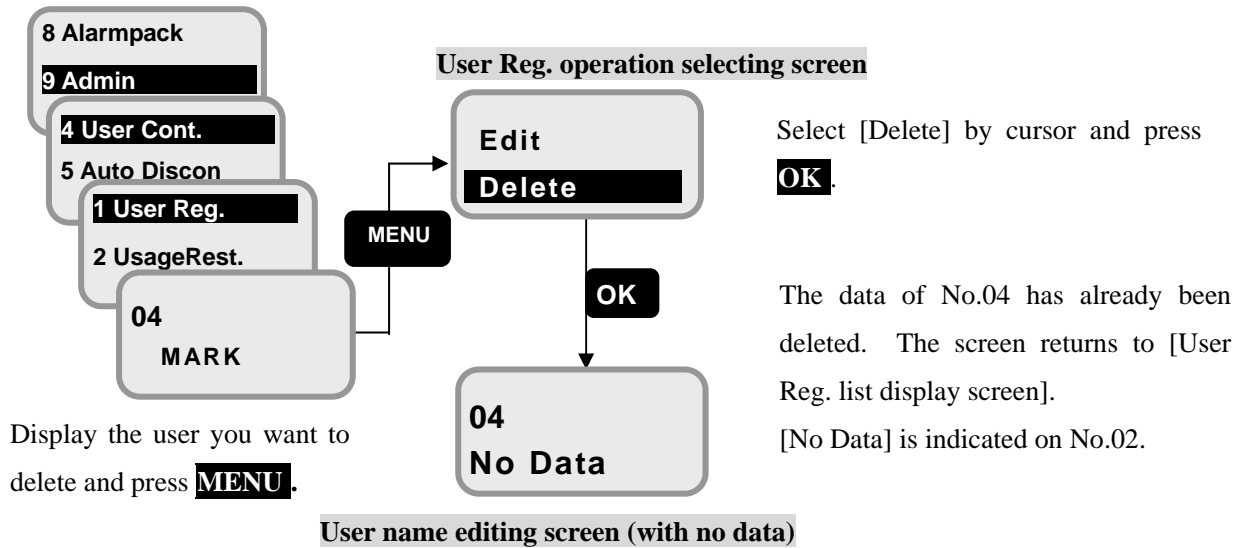 8 Alarmpack
9 Admin
4 User Cont.
5 Auto Discon
1 User Reg.
2 UsageRest.
04
MARK
Display the user you want to
delete and press MENU .
MENU
User Reg. operation selecting screen
Edit
Delete
OK
04
No Data
User name editing screen (with no data)
Select [Delete] by cursor and press
OK .
The data of No.04 has already been
deleted. The screen returns to [User
Reg. list display screen].
[No Data] is indicated on No.02.